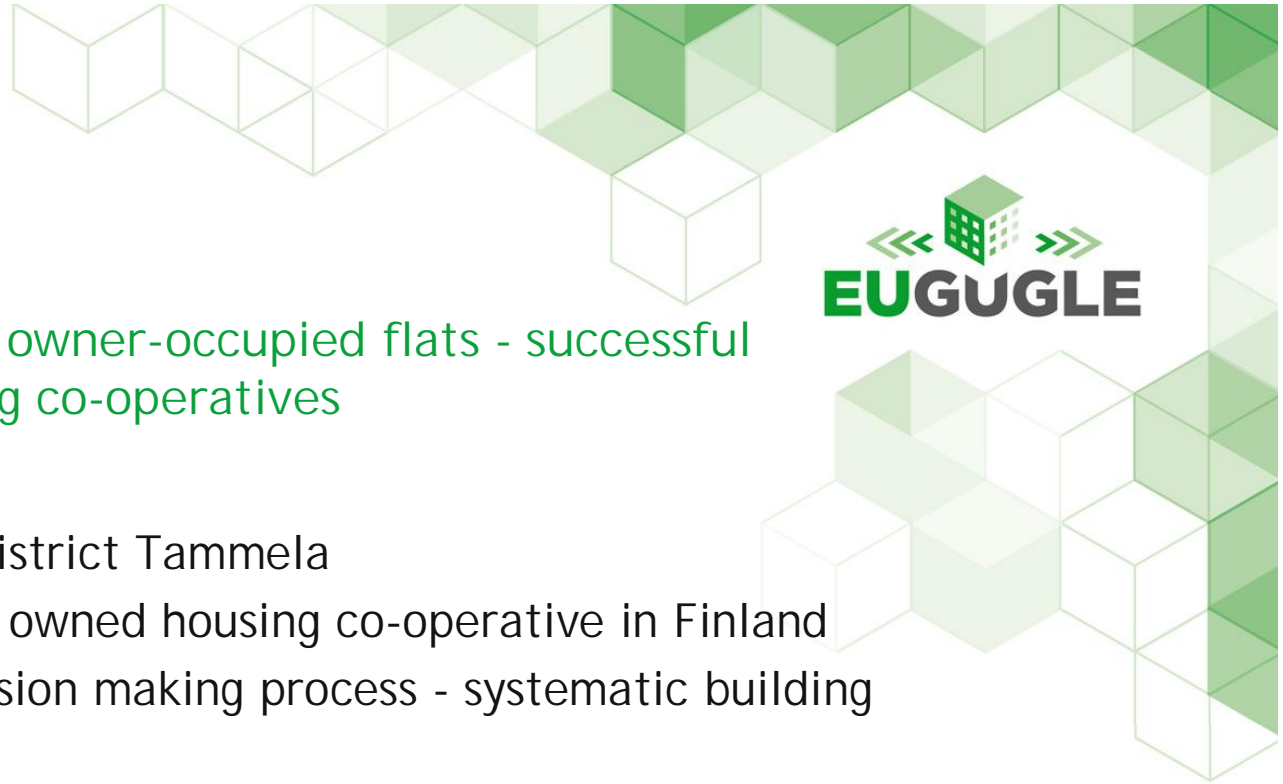 EUGUGLE
owner-occupied flats - successful
g co-operatives
istrict Tammela
owned housing co-operative in Finland
sion making process - systematic building